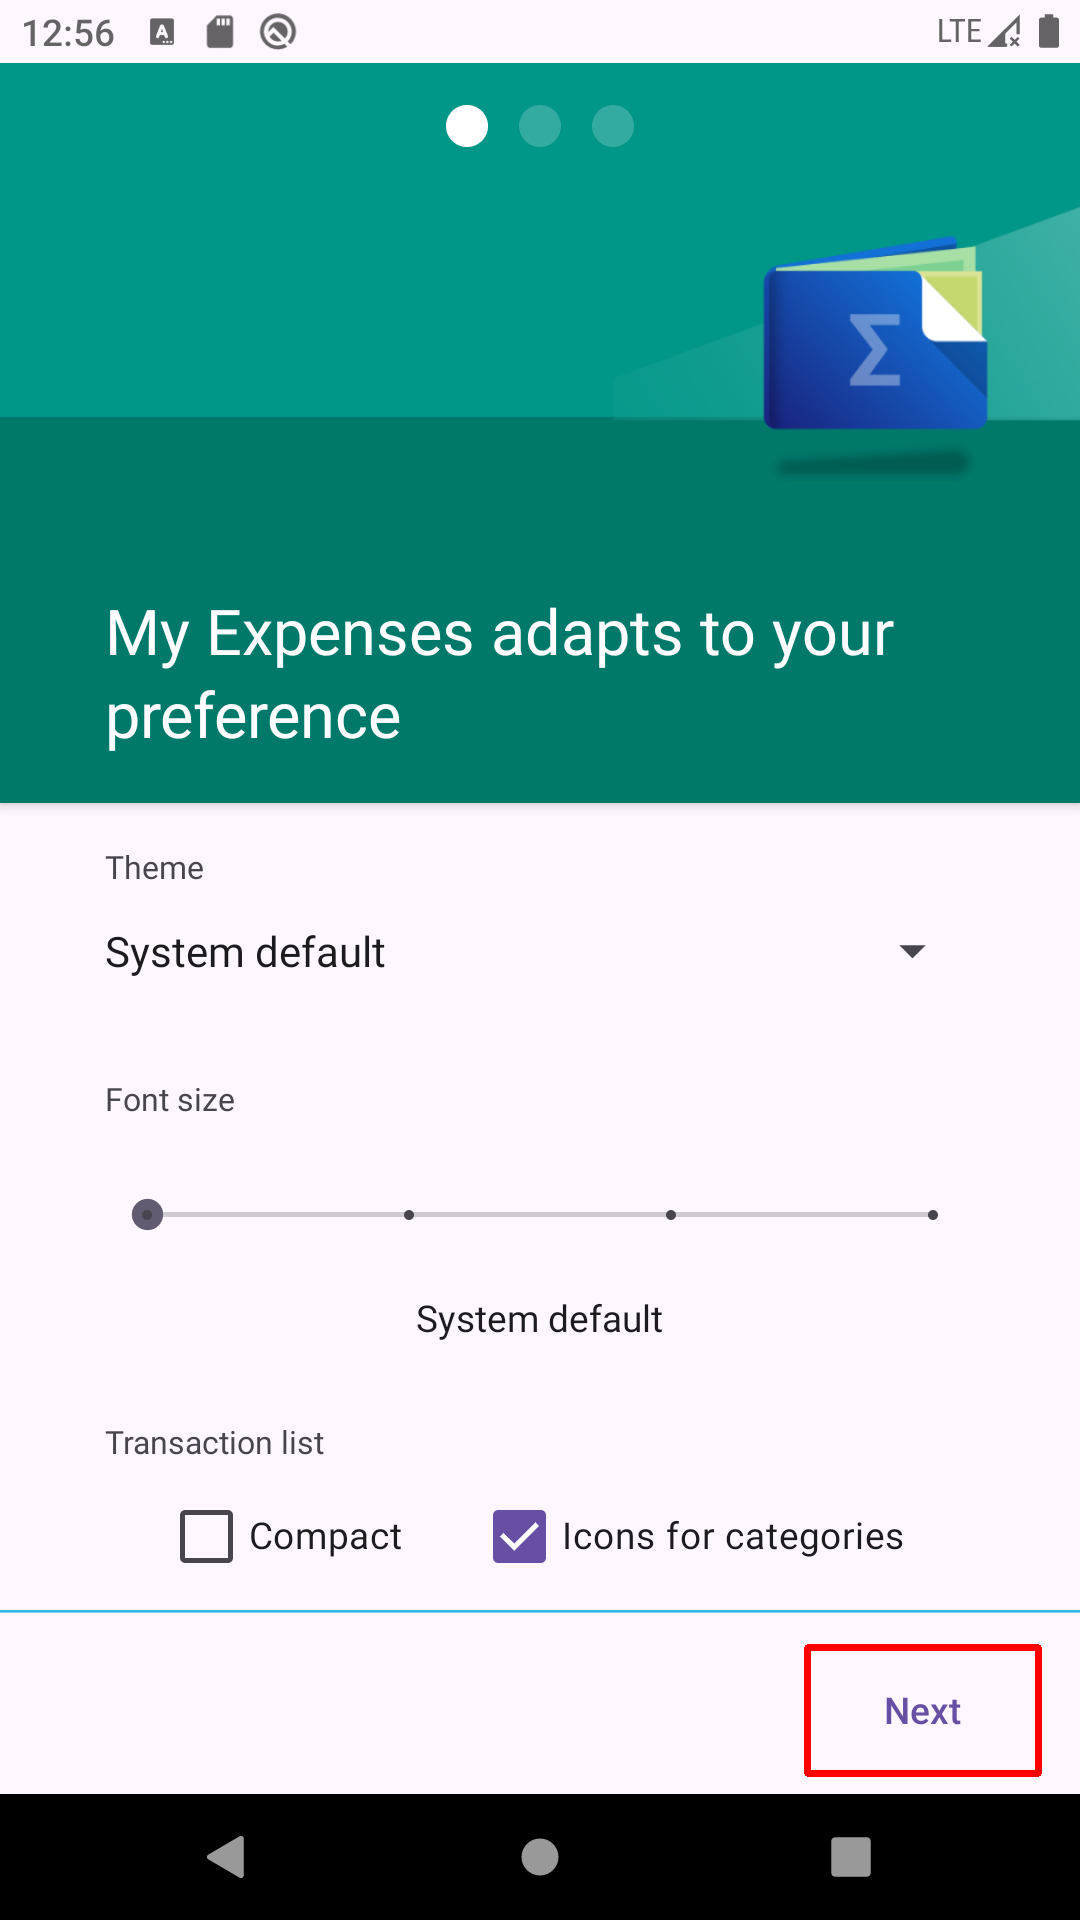 12:56
LTE
Σ
My Expenses adapts to your
preference
Theme
System default
Font size
System default
Transaction list
Compact
Icons for categories
Next